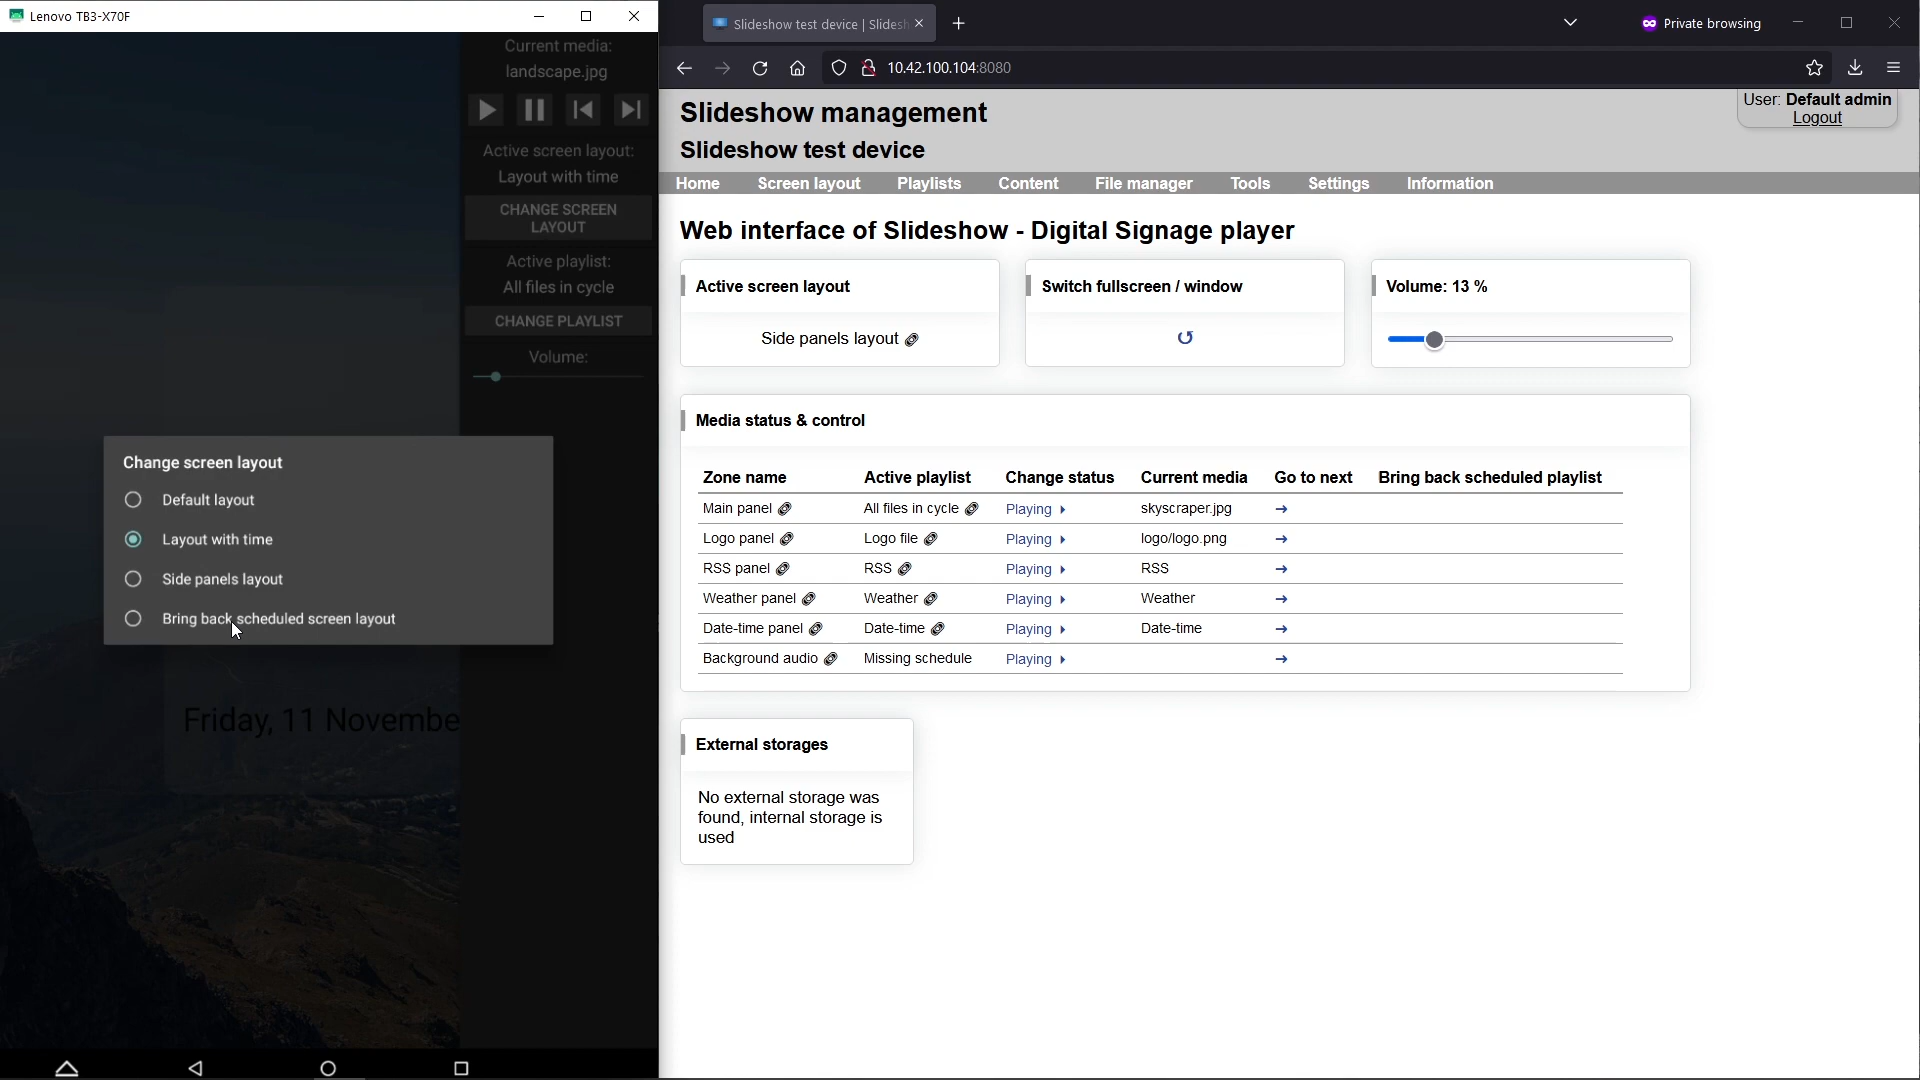 Lenovo TB3-X70F
Current media:
landscape.jpg
Active screen layout:
Layout with time
CHANGE SCREEN
LAYOUT
Active playlist:
All files in cycle
CHANGE PLAYLIST
Volume:
Change screen layout
Default layout
Layout with time
Side panels layout
Bring back scheduled screen layout
Friday, 11 Novembe
Slideshow test device | Slidesh
Private browsing
10.42.100.104:8080
Slideshow management
User: Default admin
Logout
Slideshow test device
Home Screen layout Playlists Content File manager Tools Settings Information
Web interface of Slideshow - Digital Signage player
Active screen layout
Side panels layout
Switch fullscreen / window
Volume: 13 %
Media status & control
Zone name Active playlist Change status Current media Go to next Bring back scheduled playlist
Main panel All files in cycle Playing skyscraper.jpg
Logo panel Logo file Playing logo/logo.png
RSS panel RSS Playing RSS
Weather panel Weather Playing Weather
Date-time panel Date-time Playing Date-time
Background audio Missing schedule Playing
External storages
No external storage was
found, internal storage is
used